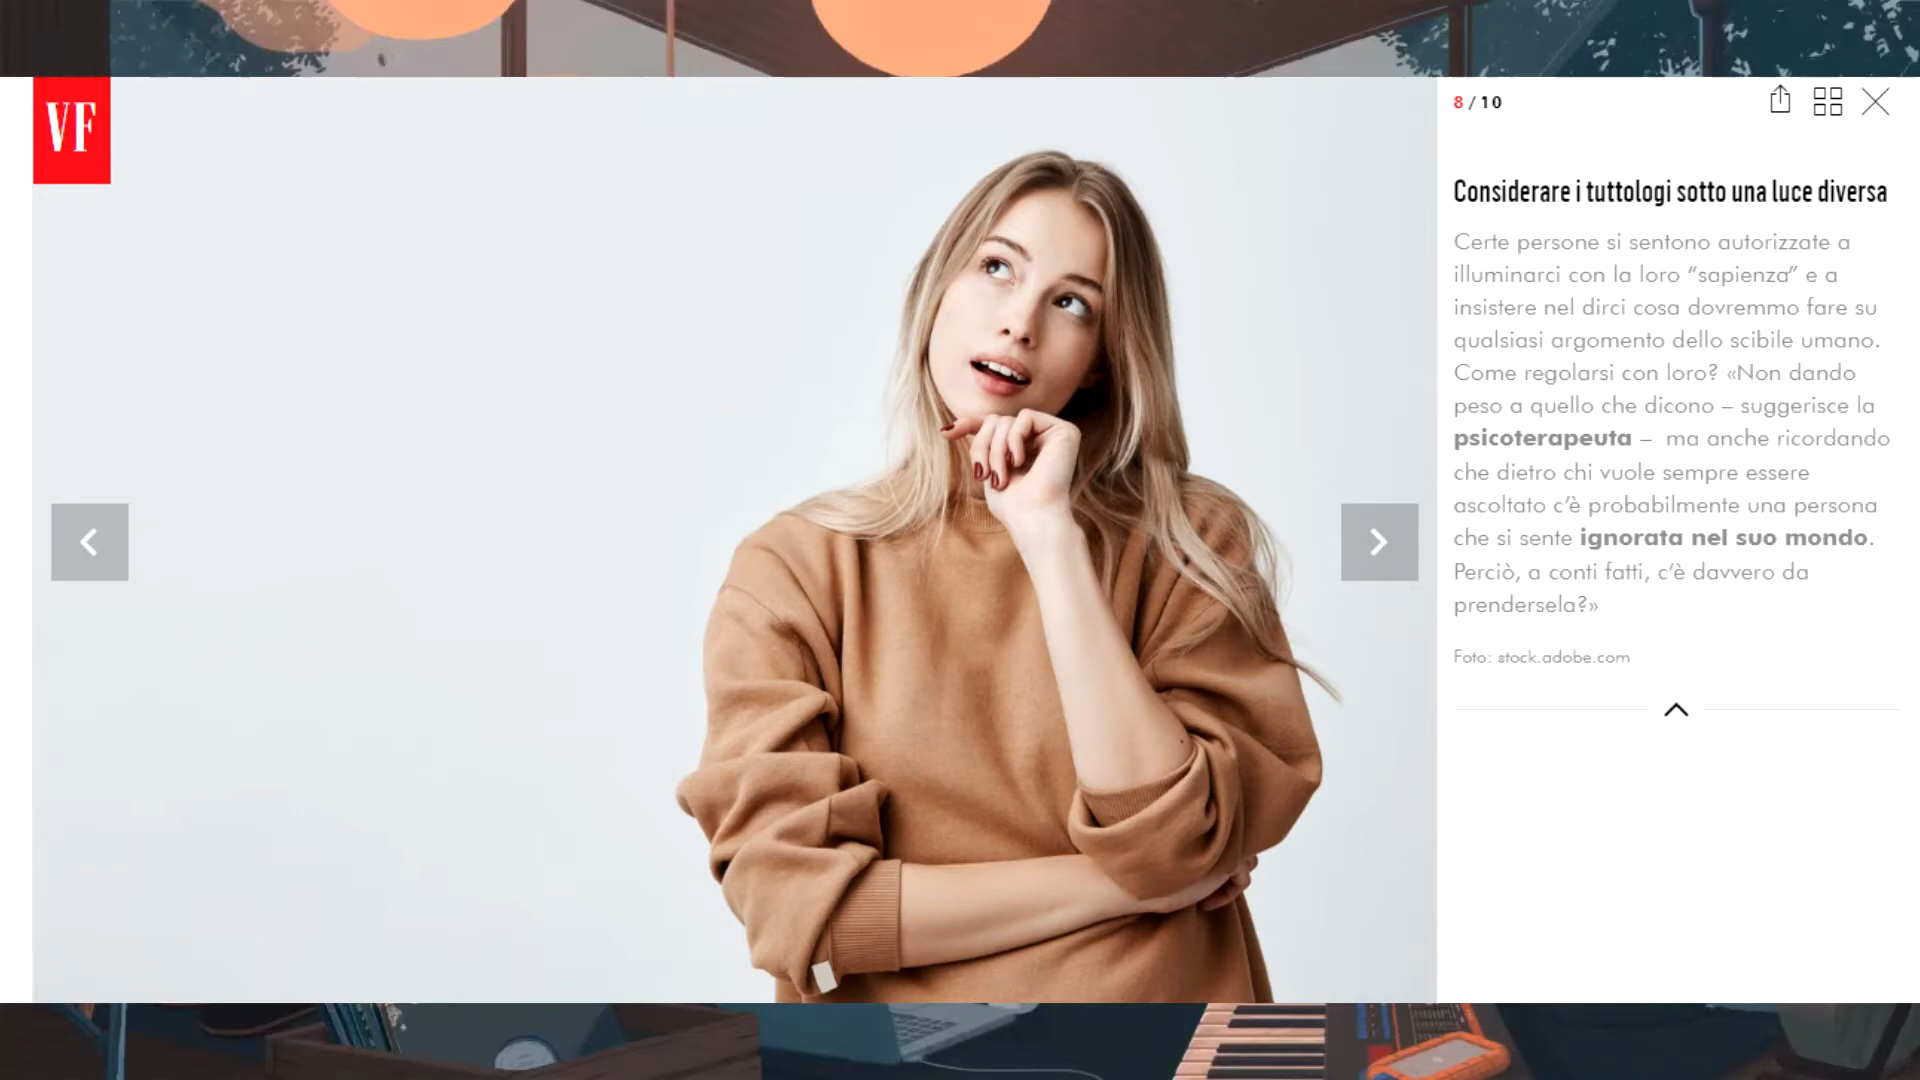 VF
8 / 10
Considerare i tuttologi sotto una luce diversa
Certe persone si sentono autorizzate a
illuminarci con la loro “sapienza” e a
insistere nel dirci cosa dovremmo fare su
qualsiasi argomento dello scibile umano.
Come regolarsi con loro? «Non dando
peso a quello che dicono – suggerisce la
psicoterapeuta – ma anche ricordando
che dietro chi vuole sempre essere
ascoltato c’è probabilmente una persona
che si sente ignorata nel suo mondo.
Perciò, a conti fatti, c’è davvero da
prendersela?»
Foto: stock.adobe.com